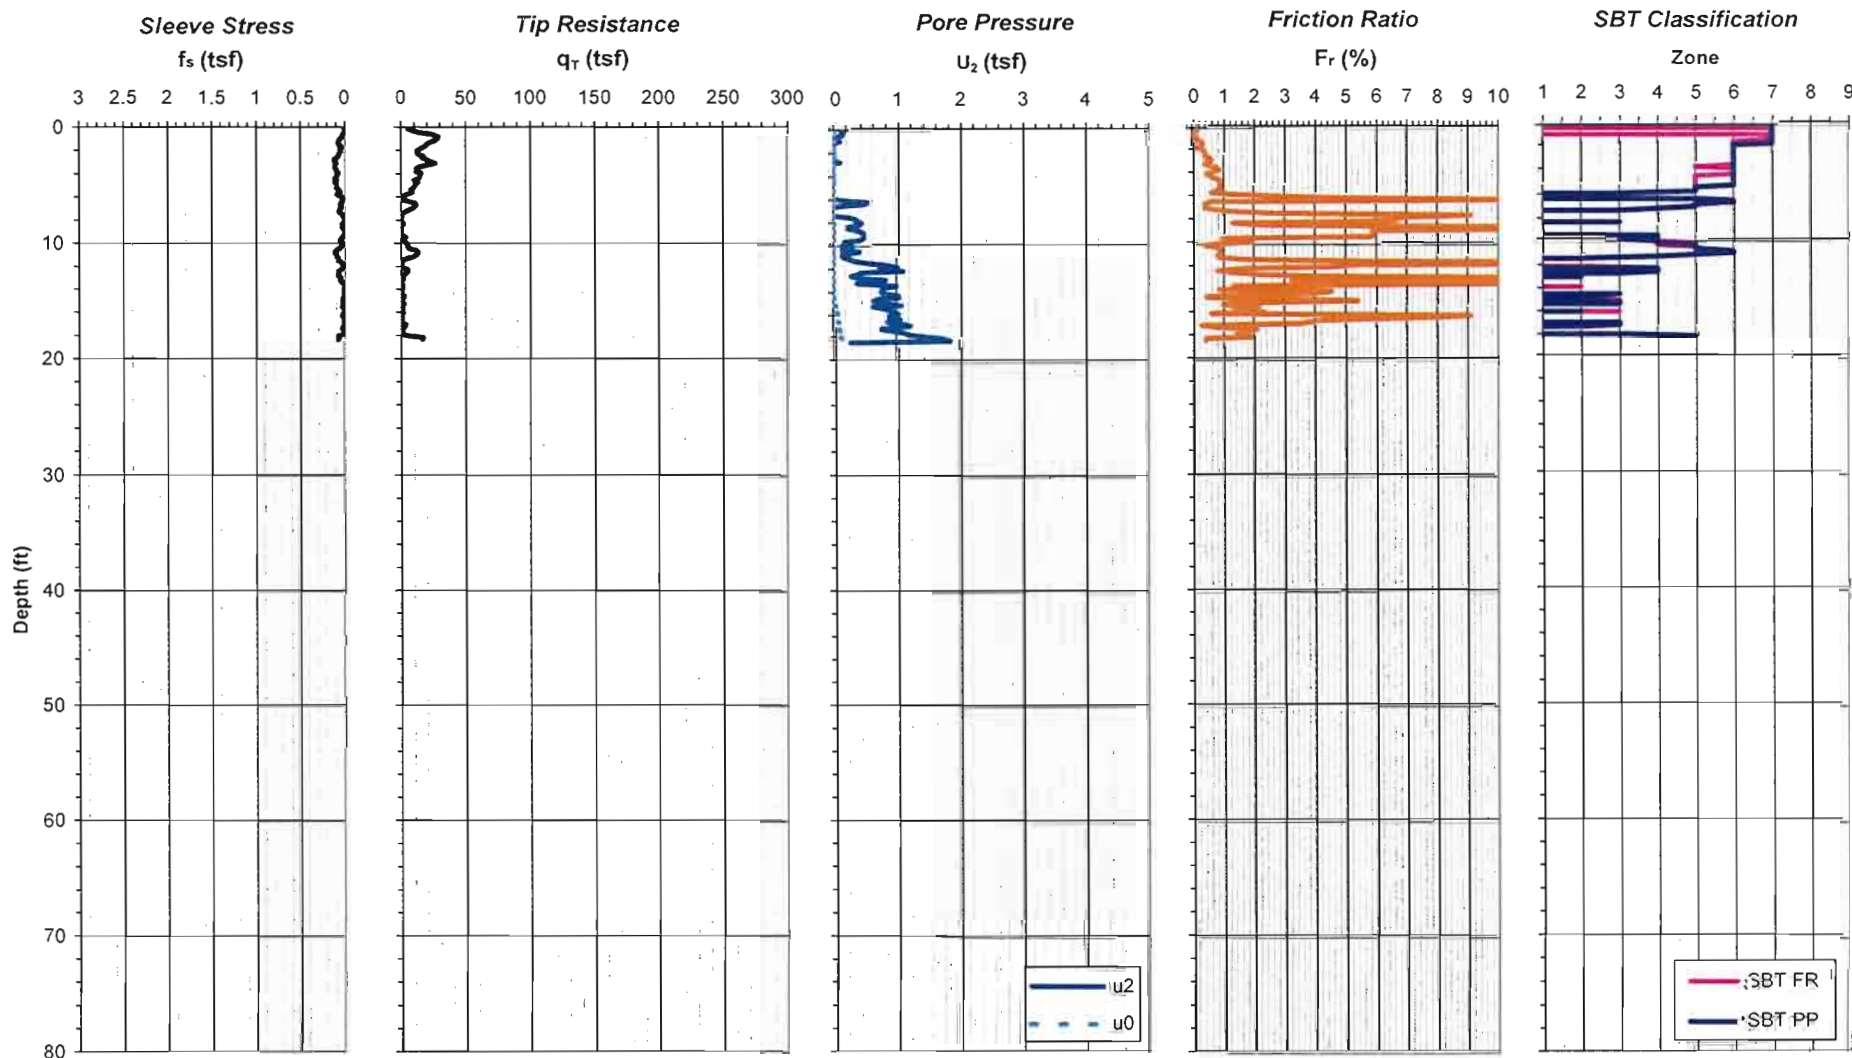 Sleeve Stress
fs (tsf)
3 2.5 2 1.5 1 0.5 0
Tip Resistance
qT (tsf)
0 50 100 150 200 250 300
Pore Pressure
U2 (tsf)
0 1 2 3 4 5
Friction Ratio
Fr (%)
0 1 2 3 4 5 6 7 8 9 10
SBT Classification
Zone
1 2 3 4 5 6 7 8 9
Depth (ft)
0
10
20
30
40
50
60
70
80
u2
u0
SBT FR
SBT PP